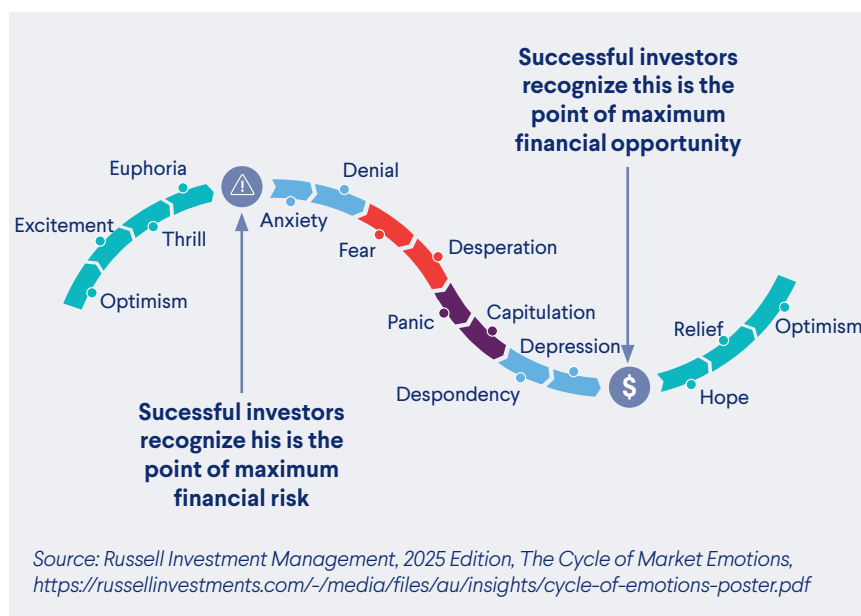 Successful investors
recognize this is the
point of maximum
financial opportunity
Euphoria
Denial
Excitement
Thrill
Anxiety
Fear
Desperation
Optimism
Panic
Capitulation
Depression
Relief
Optimism
Despondency
$
Hope
Sucessful investors
recognize his is the
point of maximum
financial risk
Source: Russell Investment Management, 2025 Edition, The Cycle of Market Emotions,
https://russellinvestments.com/-/media/files/au/insights/cycle-of-emotions-poster.pdf